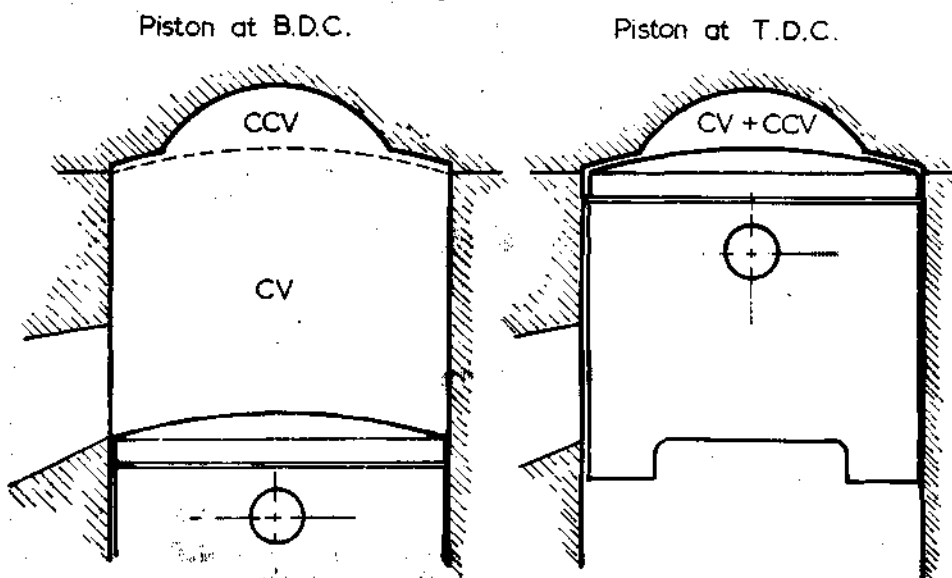 Piston at B.D.C.
Piston at T.D.C.
CCV
CV + CCV
CV